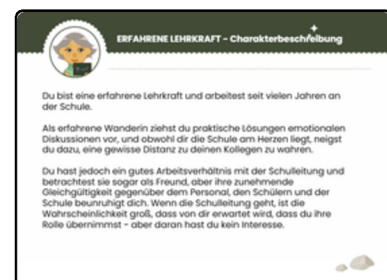 ERFAHRENE LEHRKRAFT - Charakterbeschreibung
Du bist eine erfahrene Lehrkraft und arbeitest seit vielen Jahren an
der Schule.
Als erfahrene Wanderin ziehst du praktische Lösungen emotionalen
Diskussionen vor, und obwohl dir die Schule am Herzen liegt, neigst
du dazu, eine gewisse Distanz zu deinen Kollegen zu wahren.
Du hast jedoch ein gutes Arbeitsverhältnis mit der Schulleitung und
betrachtest sie sogar als Freund, aber ihre zunehmende
Gleichgültigkeit gegenüber dem Personal, den Schülern und der
Schule beunruhigt dich. Wenn die Schulleitung geht, ist die
Wahrscheinlichkeit groß, dass von dir erwartet wird, dass du ihre
Rolle übernimmst - aber daran hast du kein Interesse.